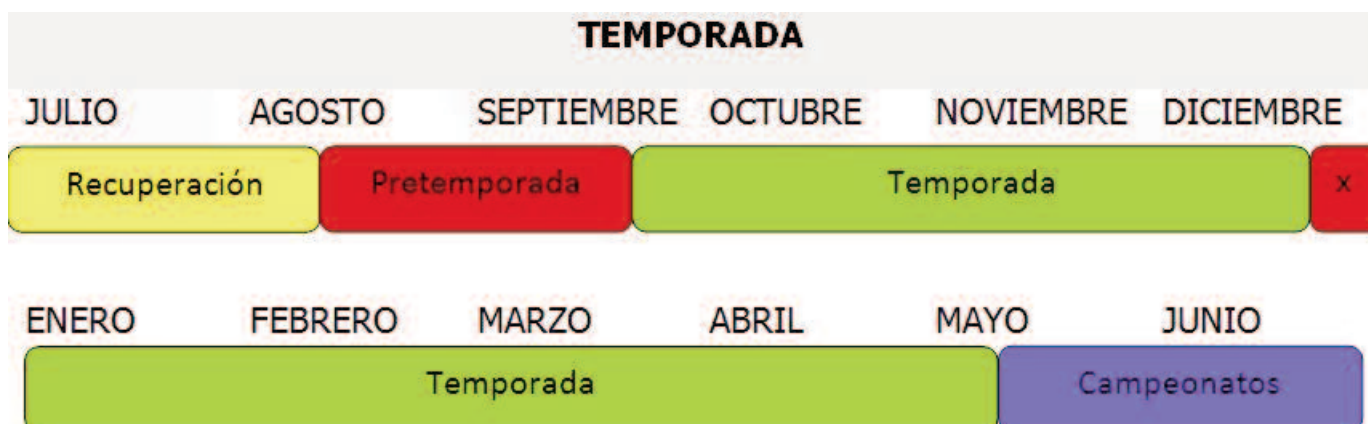 TEMPORADA
JULIO AGOSTO SEPTIEMBRE OCTUBRE NOVIEMBRE DICIEMBRE
Recuperación Pretemporada Temporada x
ENERO FEBRERO MARZO ABRIL MAYO JUNIO
Temporada Campeonatos